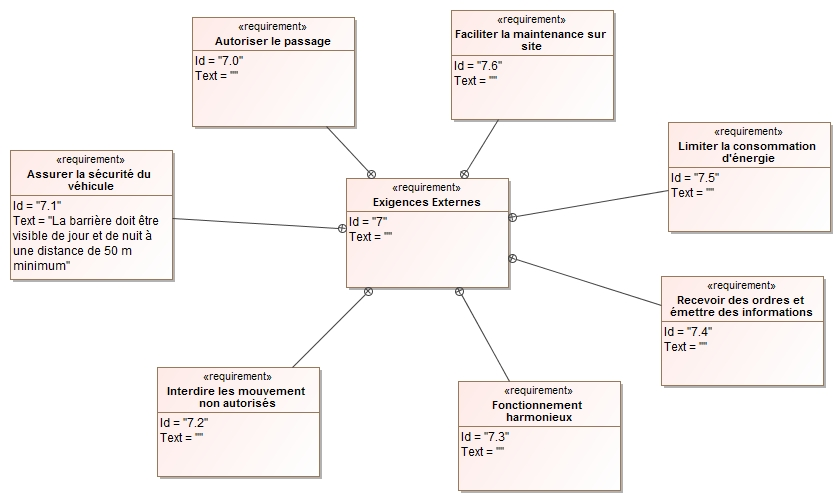 «requirement»
Autoriser le passage
Id = "7.0"
Text = ""
«requirement»
Faciliter la maintenance sur
site
Id = "7.6"
Text = ""
«requirement»
Limiter la consommation
d'énergie
Id = "7.5"
Text = ""
«requirement»
Assurer la sécurité du
véhicule
Id = "7.1"
Text = "La barrière doit être
visible de jour et de nuit à
une distance de 50 m
minimum"
«requirement»
Exigences Externes
Id = "7"
Text = ""
«requirement»
Recevoir des ordres et
émettre des informations
Id = "7.4"
Text = ""
«requirement»
Interdire les mouvement
non autorisés
Id = "7.2"
Text = ""
«requirement»
Fonctionnement
harmonieux
Id = "7.3"
Text = ""